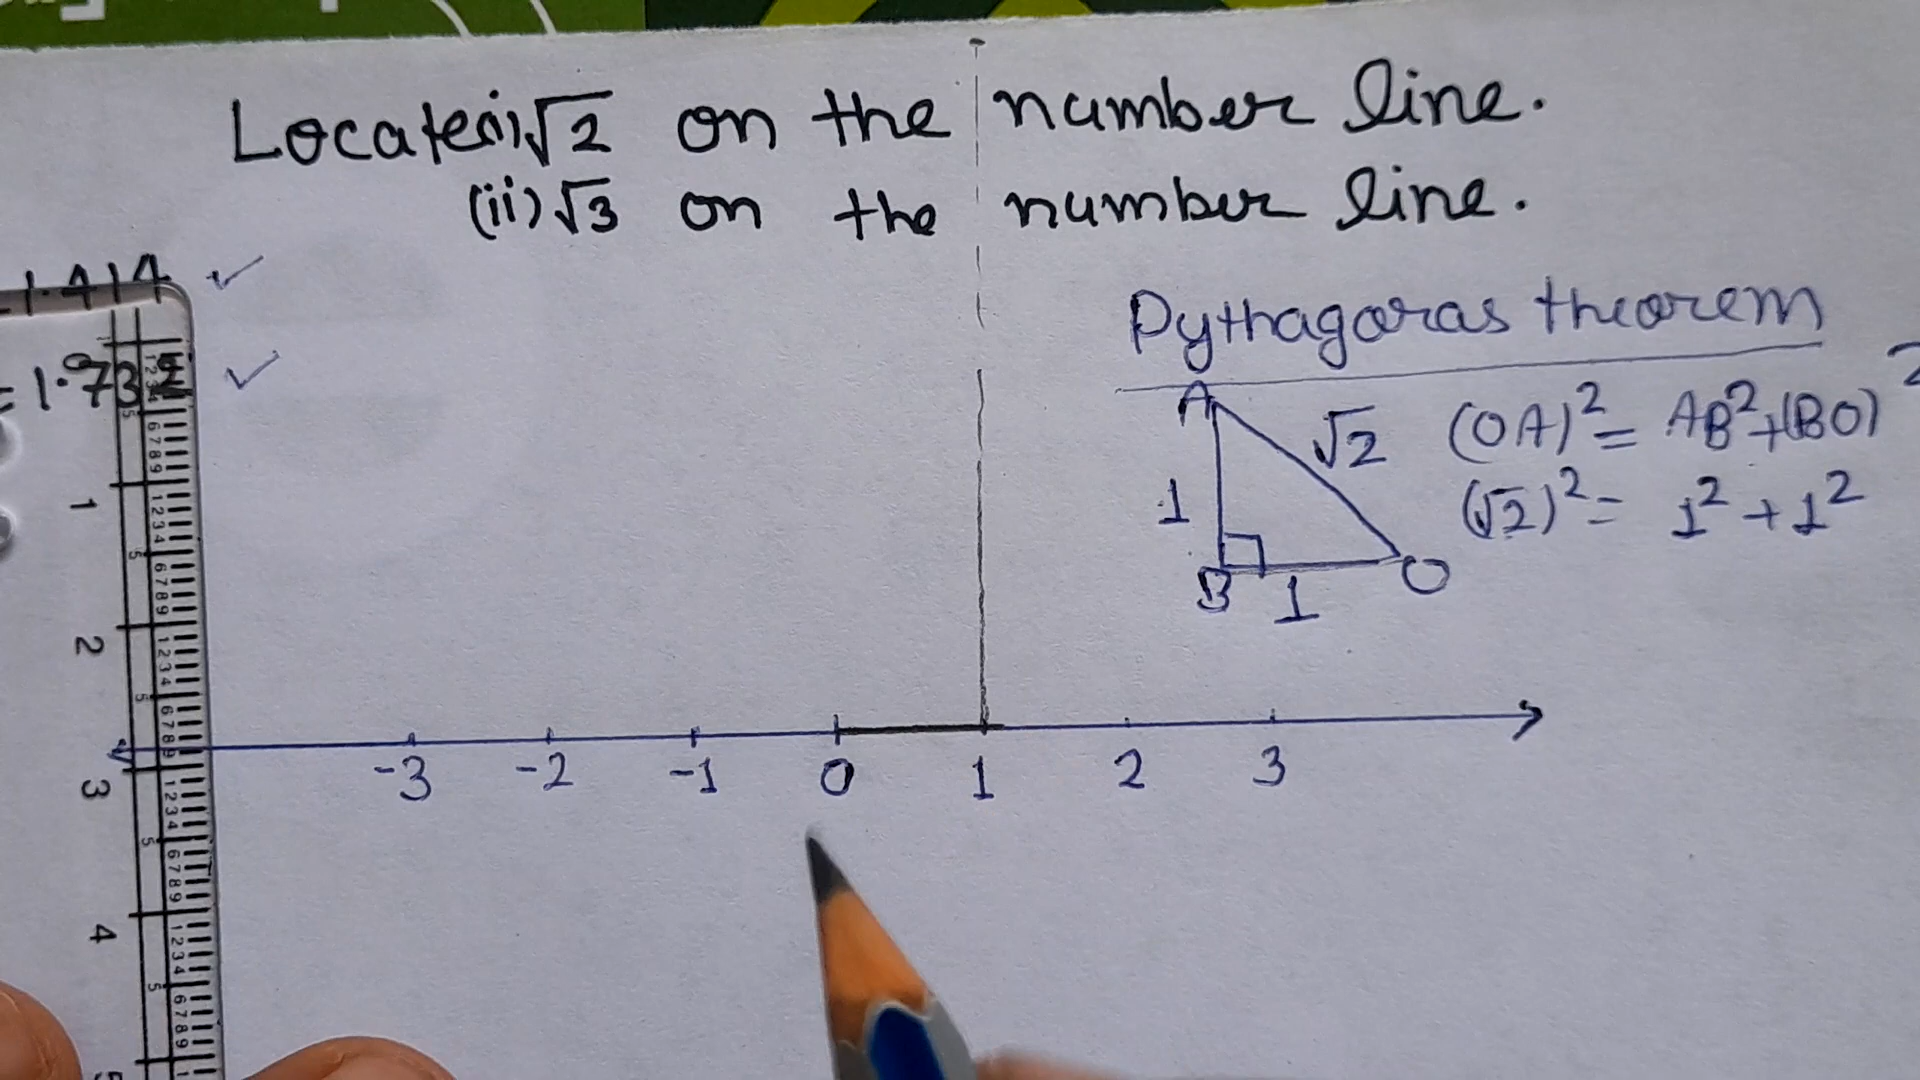 Locate(i)√2 on the number line.
(ii)√3 on the number line.
1.414
=1.732
Pythagoras theorem
A
√2
(OA)²= AB²+(BO)²
1
(√2)²= 1²+1²
B
1
O
-3 -2 -1 0 1 2 3
1
2
3
4
5